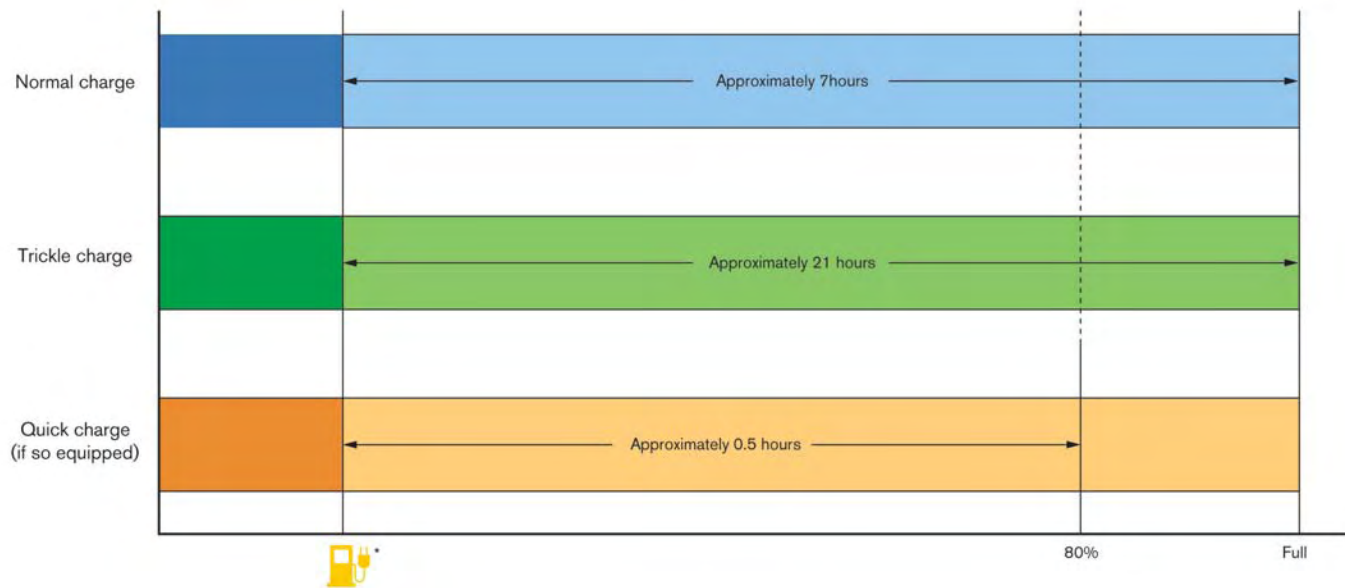 Normal charge
Approximately 7hours
Trickle charge
Approximately 21 hours
Quick charge
(if so equipped)
Approximately 0.5 hours
*
80%
Full